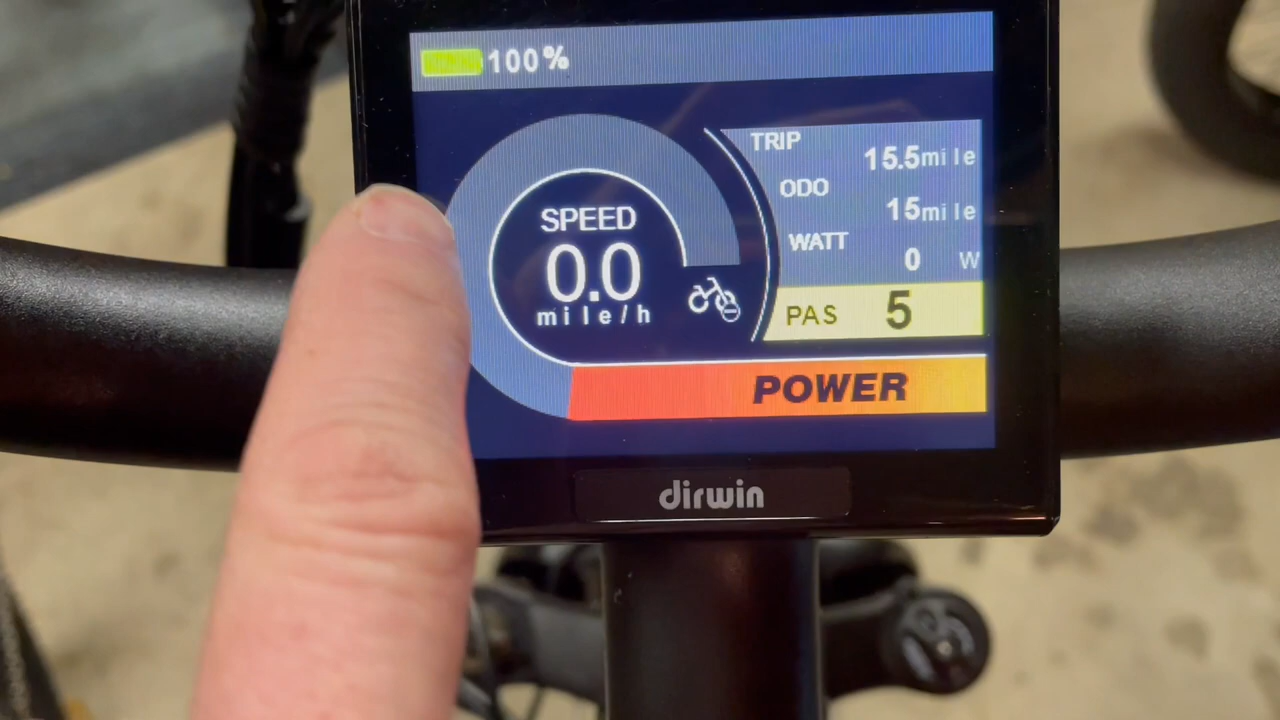 100%
TRIP
15.5mile
ODO
15mile
WATT
0 W
SPEED
0.0
mile/h
PAS 5
POWER
dirwin